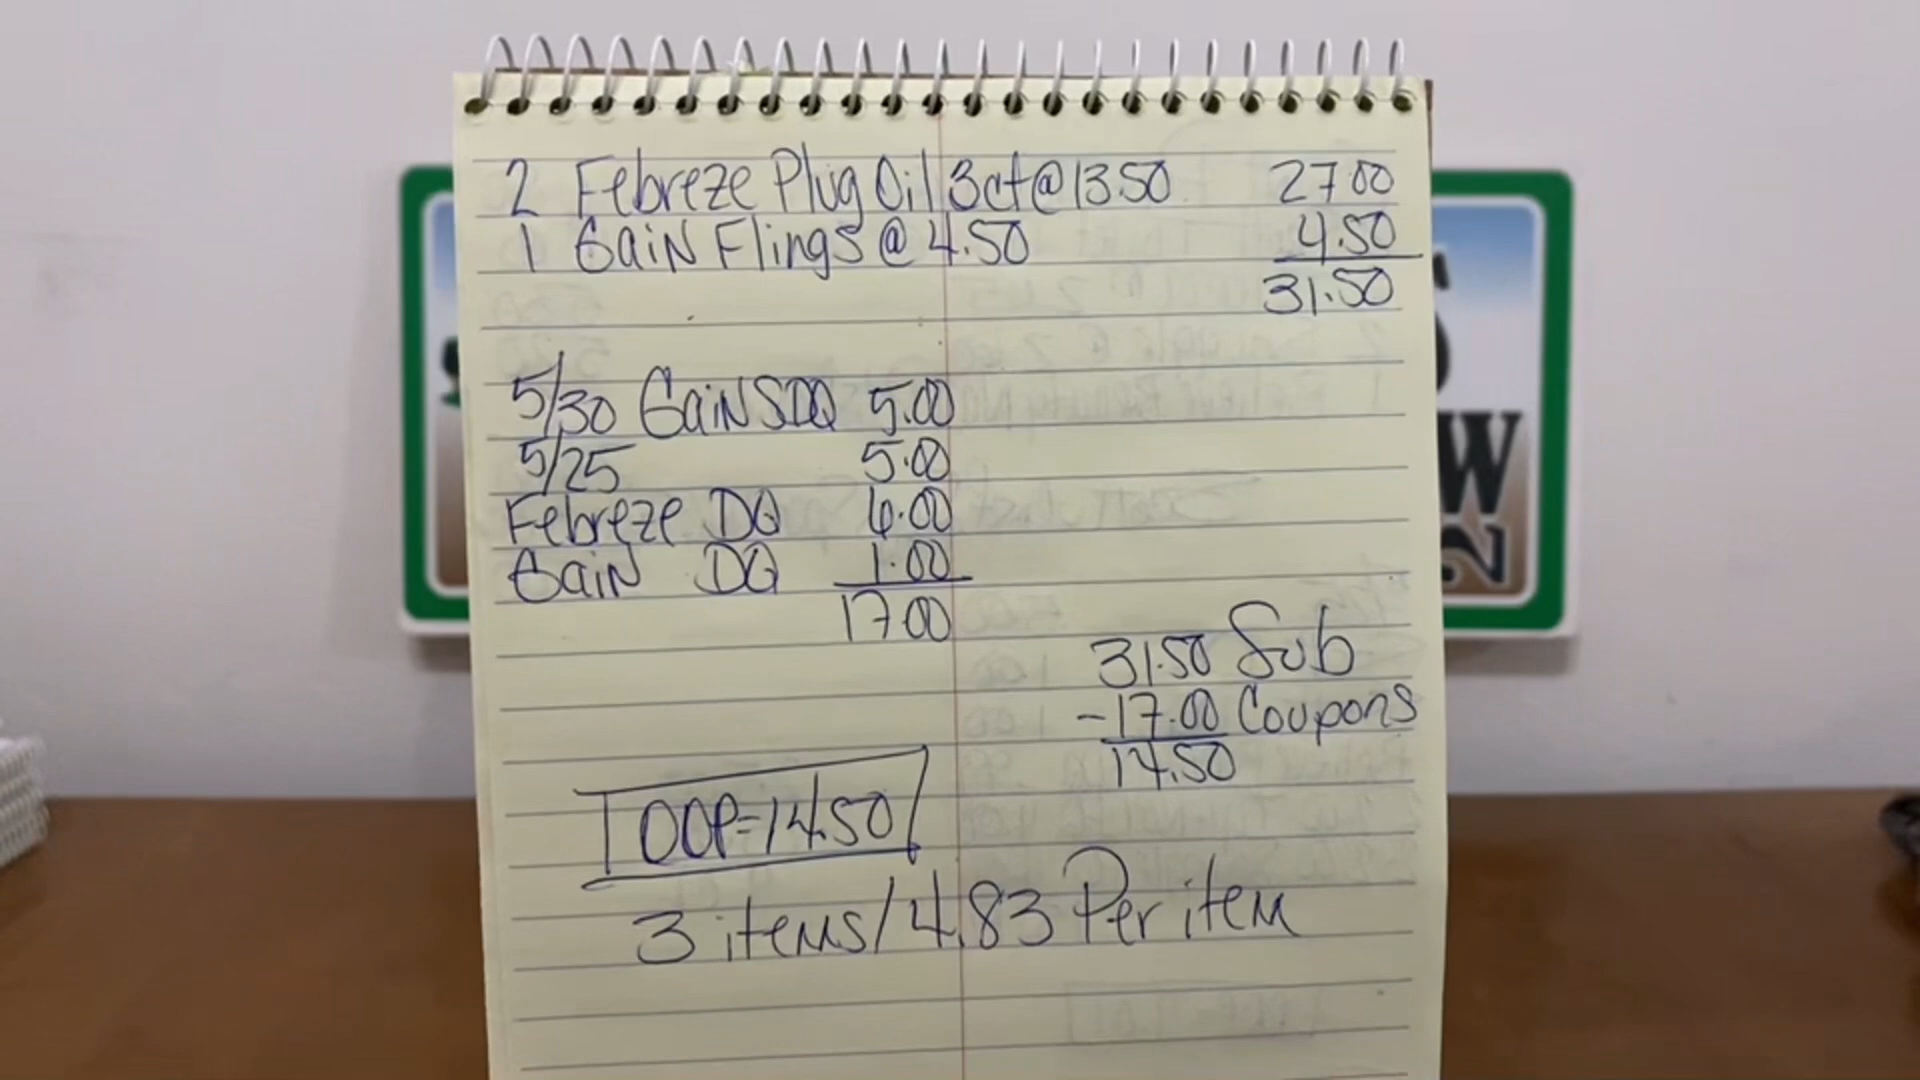 2 Febreze Plug Oil 3ct @ 13.50 27.00
1 Gain Flings @ 4.50 4.50
31.50
5/30 Gain SDQ 5.00
5/25 5.00
Febreze DQ 6.00
Gain DQ 1.00
17.00
31.50 Sub
-17.00 Coupons
14.50
OOP=14.50
3 items/4.83 Per item
W